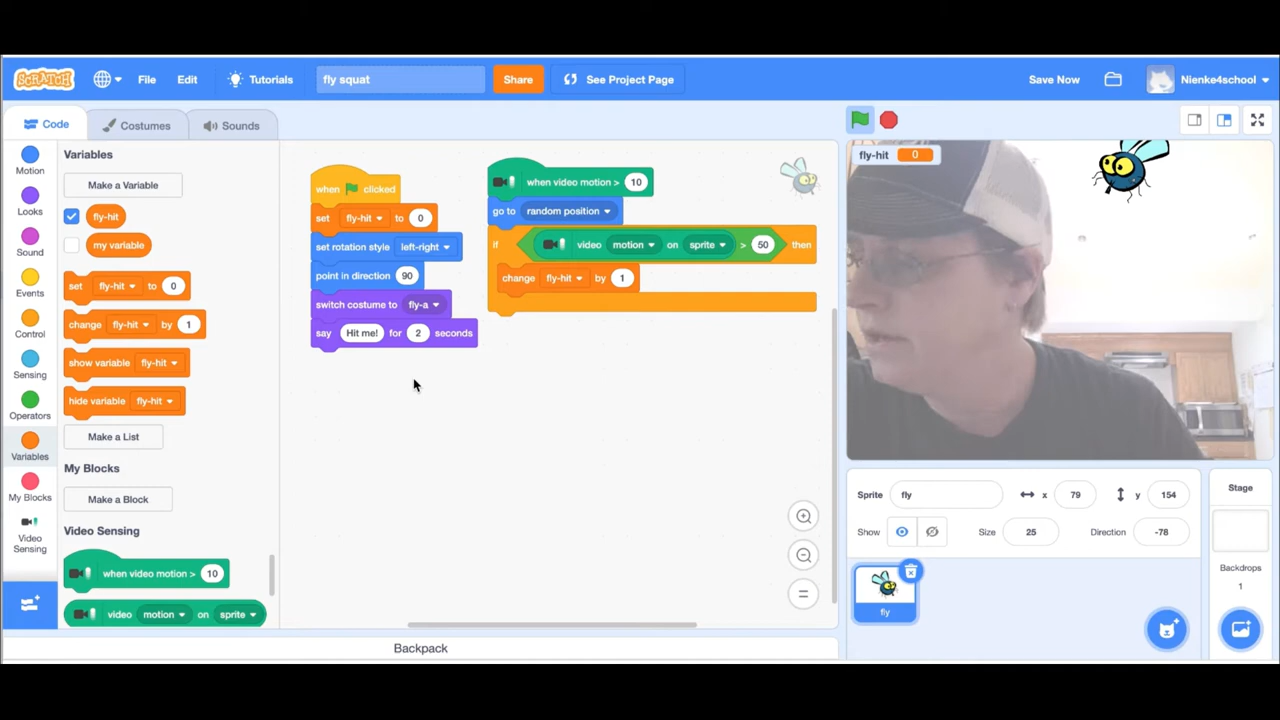 SCRATCH File Edit Tutorials fly squat Share See Project Page Save Now Nienke4school
Code Costumes Sounds
Motion
Looks
Sound
Events
Control
Sensing
Operators
Variables
My Blocks
Video
Sensing
Variables
Make a Variable
fly-hit
my variable
set fly-hit to 0
change fly-hit by 1
show variable fly-hit
hide variable fly-hit
Make a List
My Blocks
Make a Block
Video Sensing
when video motion > 10
video motion on sprite
when clicked
set fly-hit to 0
set rotation style left-right
point in direction 90
switch costume to fly-a
say Hit me! for 2 seconds
when video motion > 10
go to random position
if video motion on sprite > 50 then
change fly-hit by 1
Backpack
fly-hit 0
Sprite fly x 79 y 154
Show Size 25 Direction -78
fly
Stage
Backdrops
1